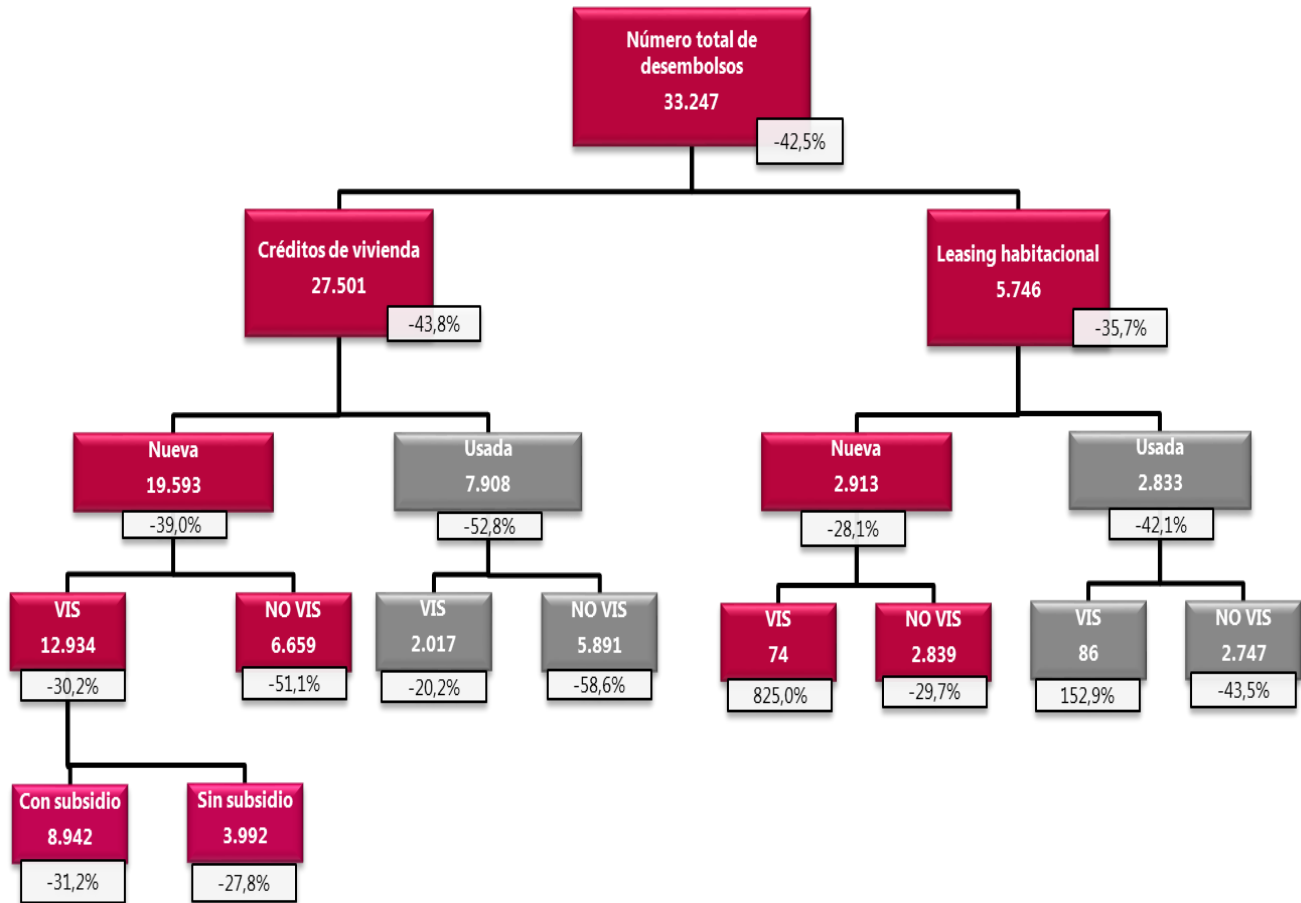 Número total de
desembolsos
33.247
-42,5%
Créditos de vivienda
27.501
-43,8%
Leasing habitacional
5.746
-35,7%
Nueva
19.593
-39,0%
Usada
7.908
-52,8%
Nueva
2.913
-28,1%
Usada
2.833
-42,1%
VIS
12.934
-30,2%
NO VIS
6.659
-51,1%
VIS
2.017
-20,2%
NO VIS
5.891
-58,6%
VIS
74
825,0%
NO VIS
2.839
-29,7%
VIS
86
152,9%
NO VIS
2.747
-43,5%
Con subsidio
8.942
-31,2%
Sin subsidio
3.992
-27,8%